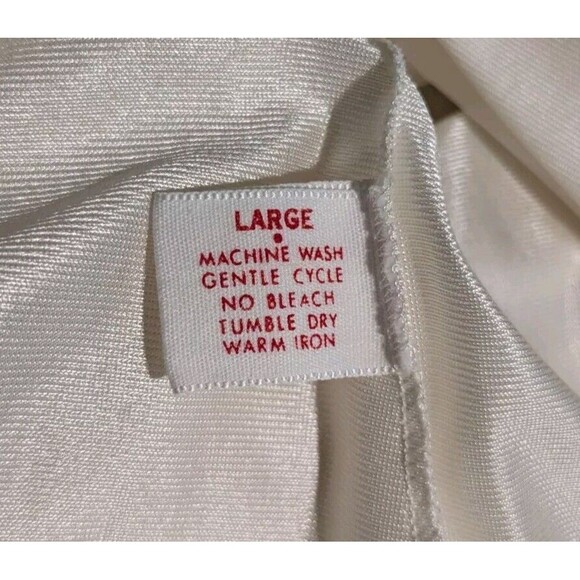 LARGE
•
MACHINE WASH
GENTLE CYCLE
NO BLEACH
TUMBLE DRY
WARM IRON